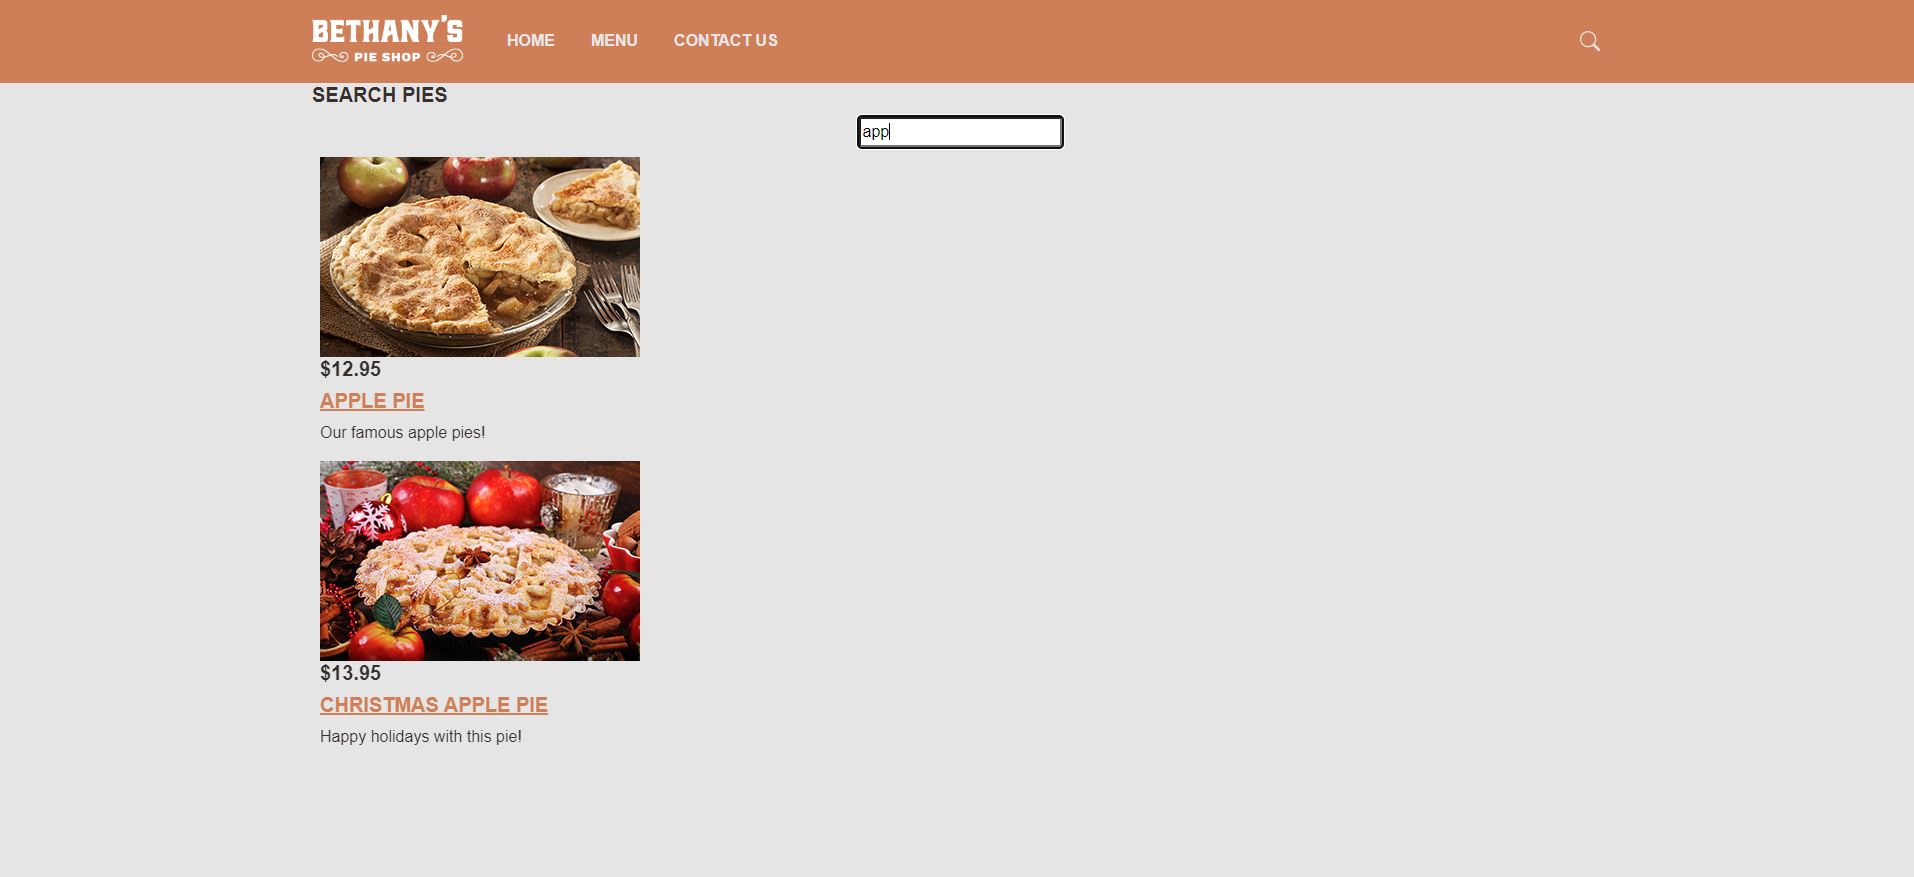 BETHANY'S
PIE SHOP
HOME MENU CONTACT US
SEARCH PIES
app
$12.95
APPLE PIE
Our famous apple pies!
$13.95
CHRISTMAS APPLE PIE
Happy holidays with this pie!